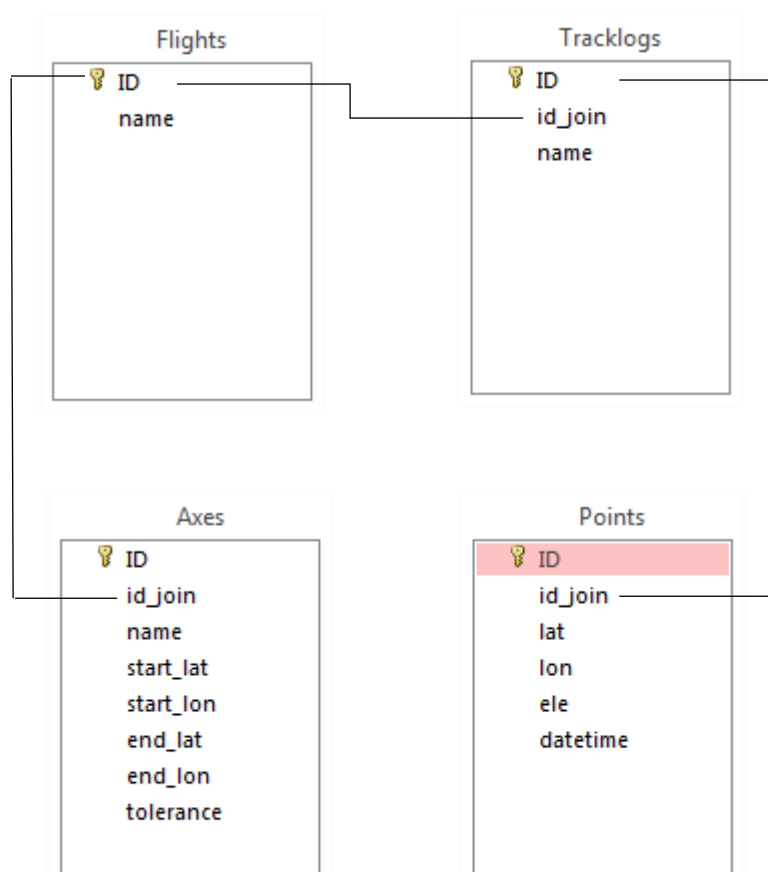 Flights
ID
name
Tracklogs
ID
id_join
name
Axes
ID
id_join
name
start_lat
start_lon
end_lat
end_lon
tolerance
Points
ID
id_join
lat
lon
ele
datetime